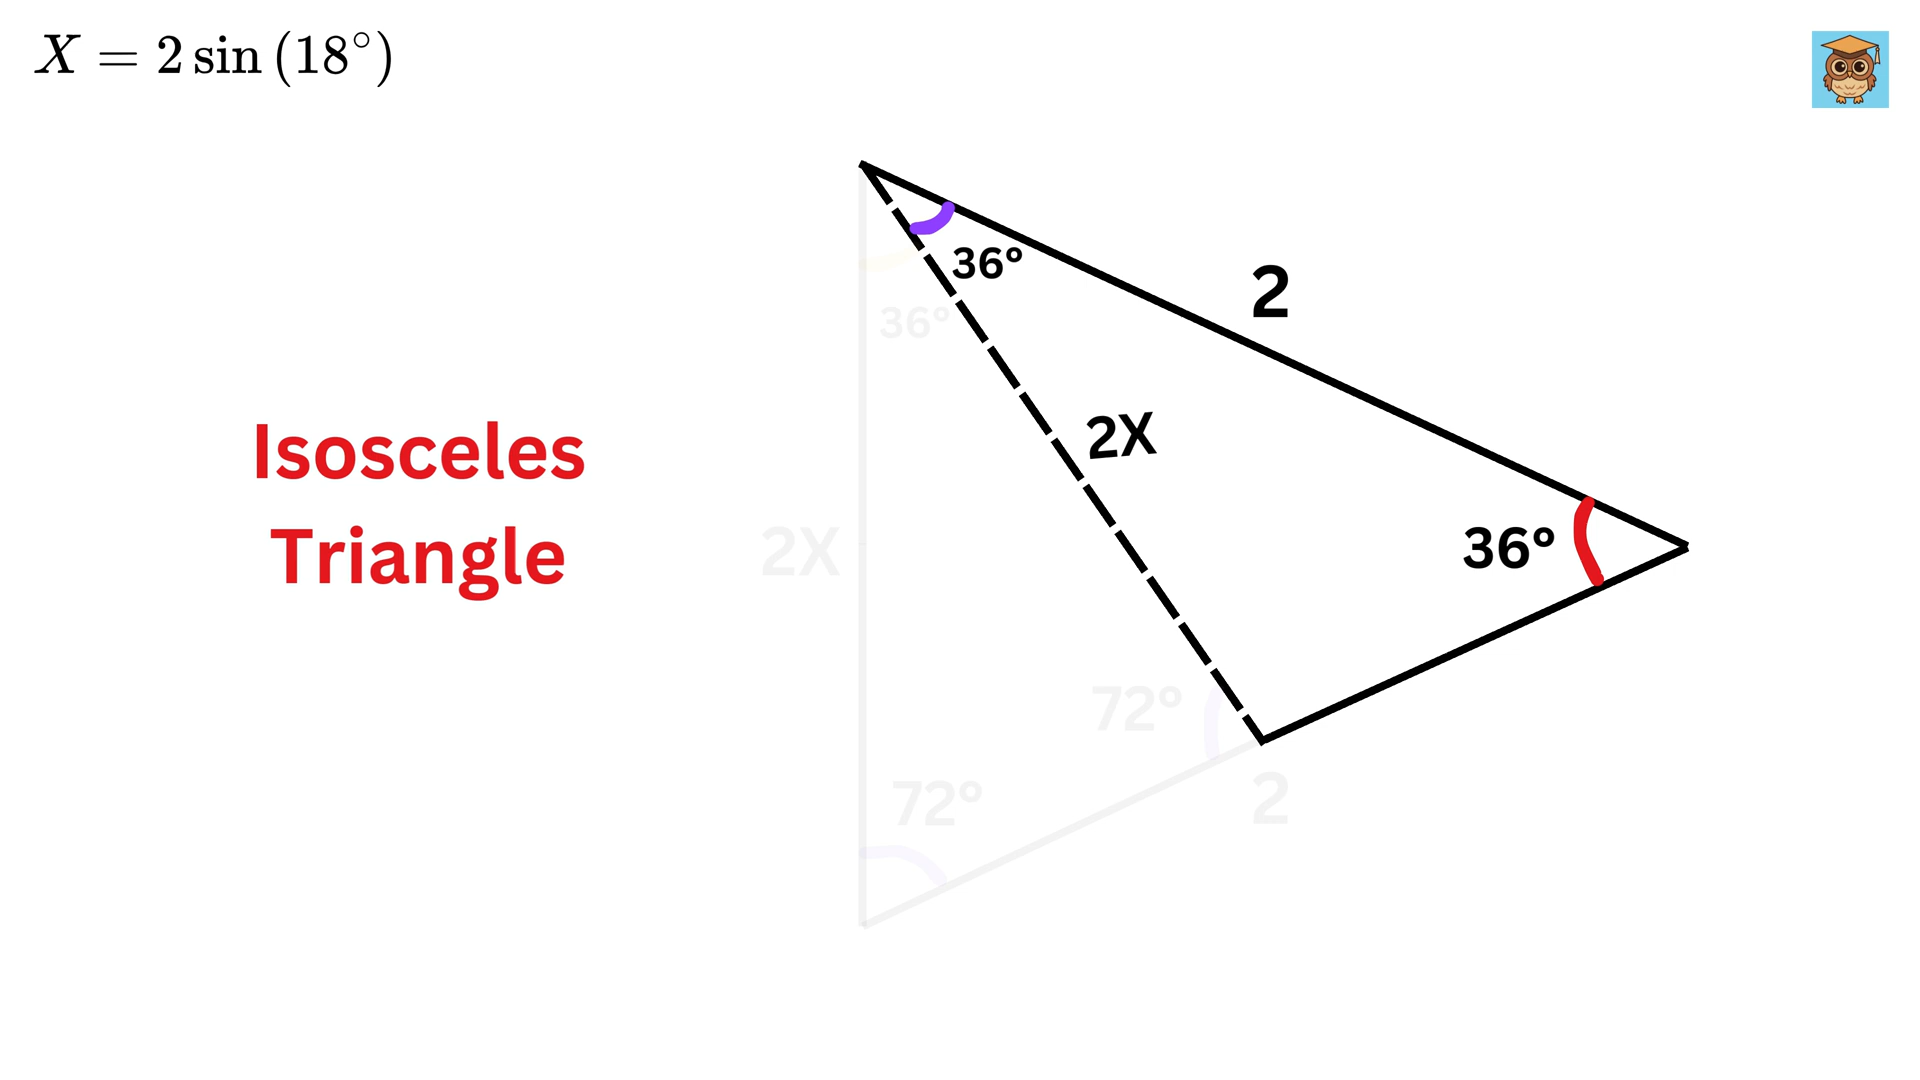 X = 2 sin (18°)
36°
2
36°
2X
Isosceles
36°
2X
Triangle
72°
72°
2